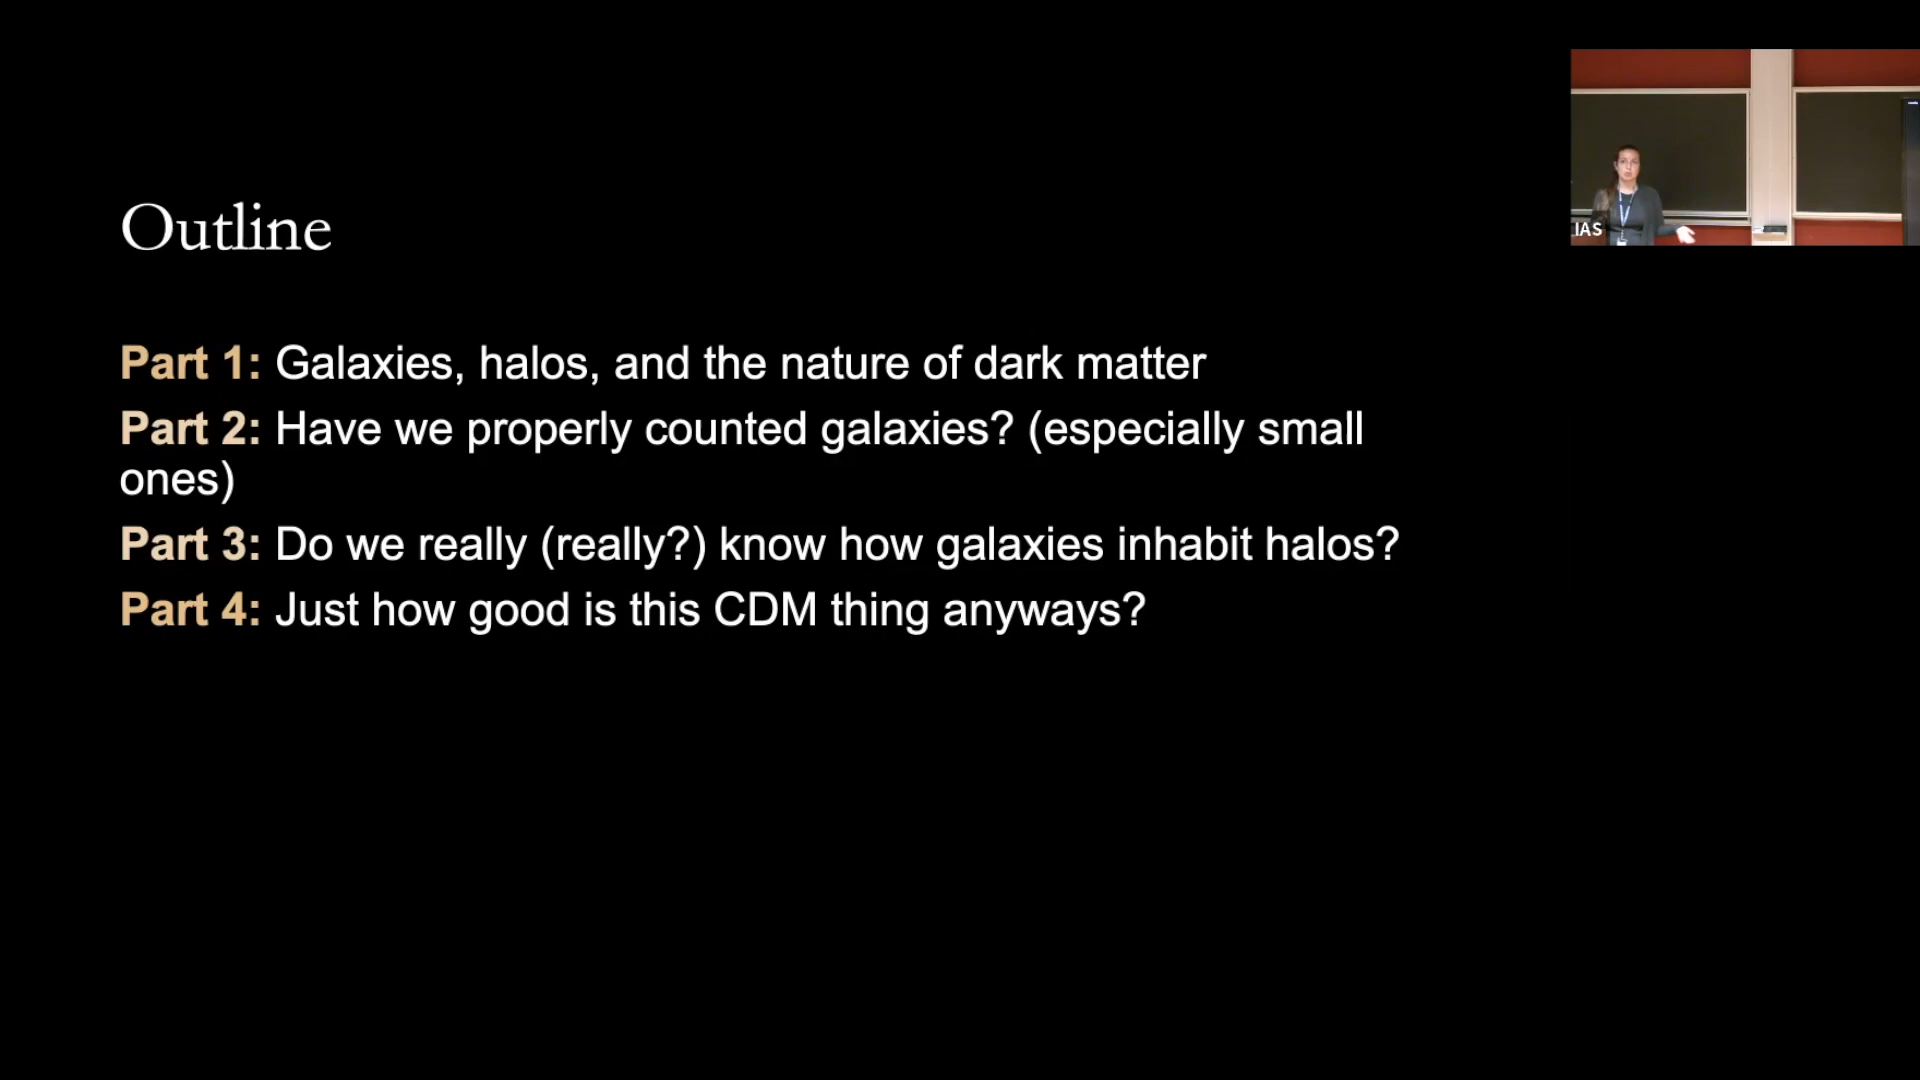 Outline
Part 1: Galaxies, halos, and the nature of dark matter
Part 2: Have we properly counted galaxies? (especially small
ones)
Part 3: Do we really (really?) know how galaxies inhabit halos?
Part 4: Just how good is this CDM thing anyways?
IAS